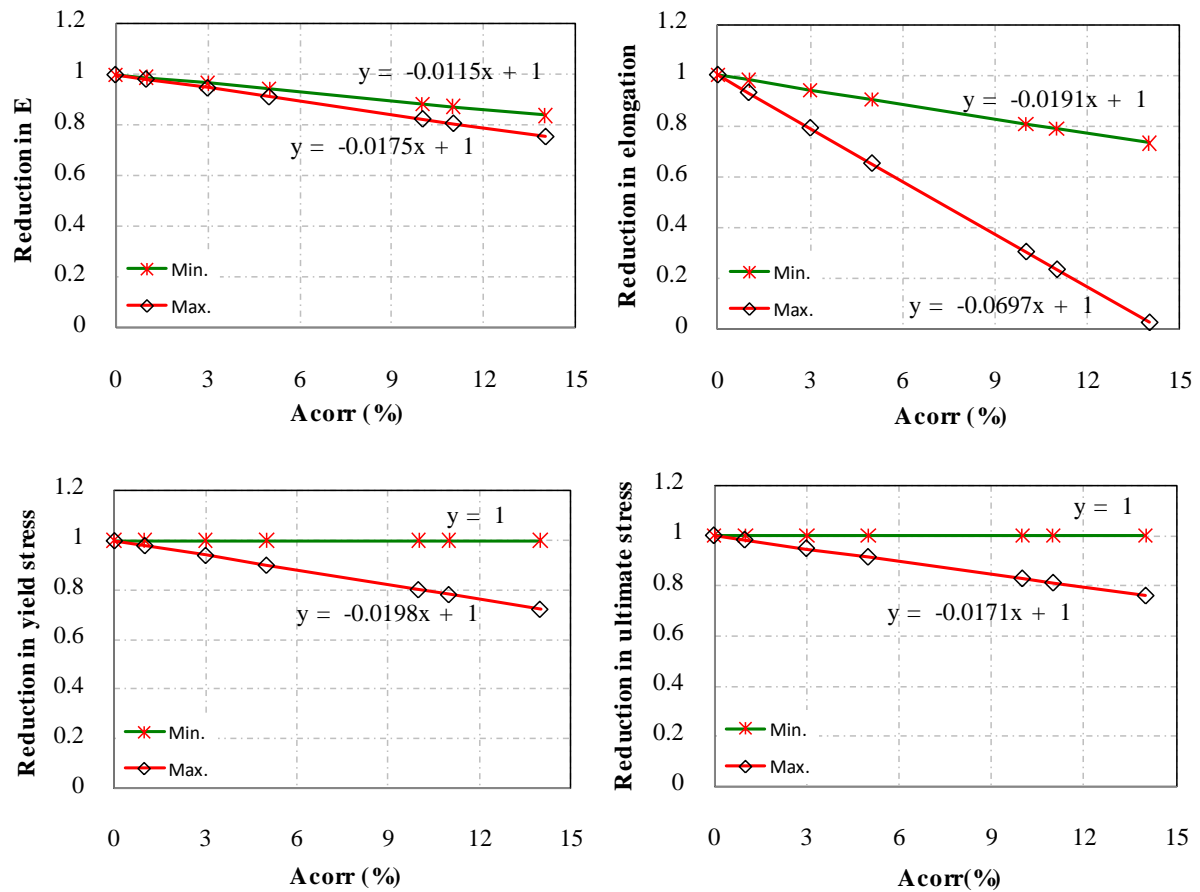 1.2
1
0.8
0.6
0.4
0.2
0
Reduction in E
y = -0.0115x + 1
y = -0.0175x + 1
Min.
Max.
0 3 6 9 12 15
Acorr (%)
1.2
1
0.8
0.6
0.4
0.2
0
Reduction in elongation
y = -0.0191x + 1
y = -0.0697x + 1
Min.
Max.
0 3 6 9 12 15
Acorr (%)
1.2
1
0.8
0.6
0.4
0.2
0
Reduction in yield stress
y = 1
y = -0.0198x + 1
Min.
Max.
0 3 6 9 12 15
Acorr (%)
1.2
1
0.8
0.6
0.4
0.2
0
Reduction in ultimate stress
y = 1
y = -0.0171x + 1
Min.
Max.
0 3 6 9 12 15
Acorr(%)